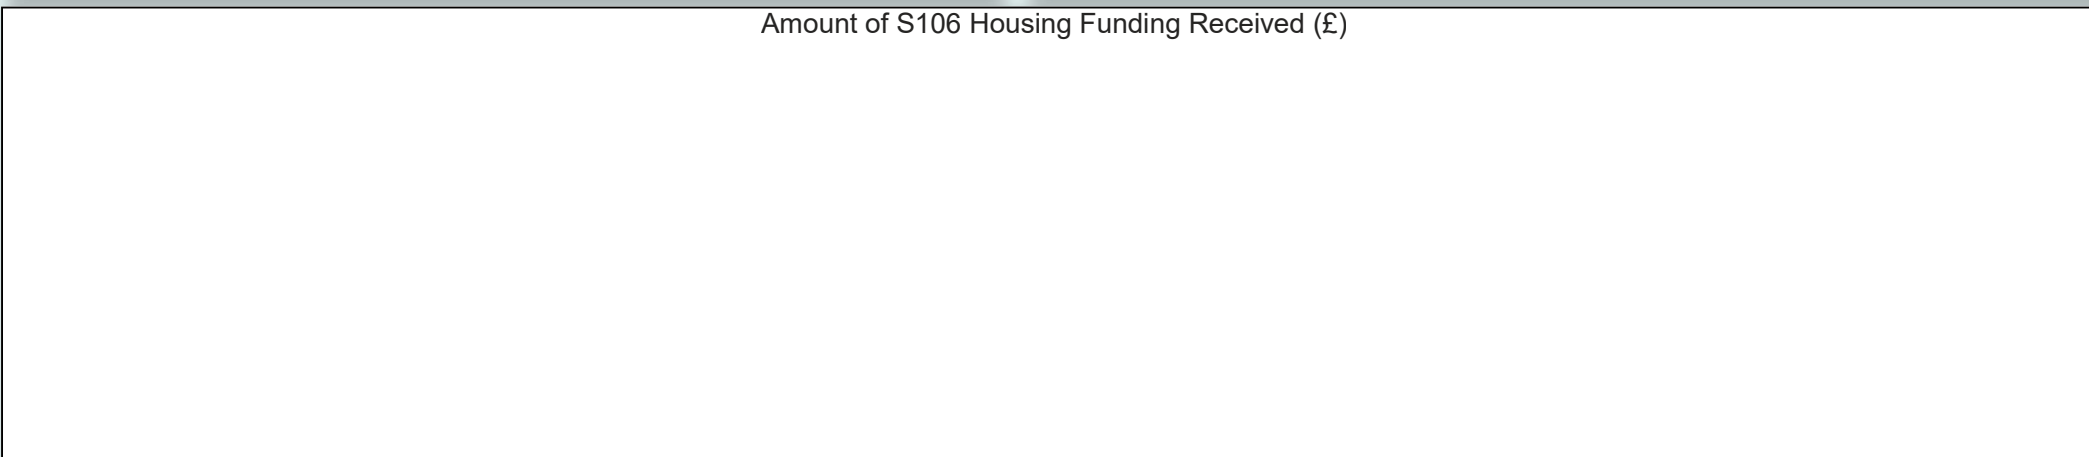 Amount of S106 Housing Funding Received (£)